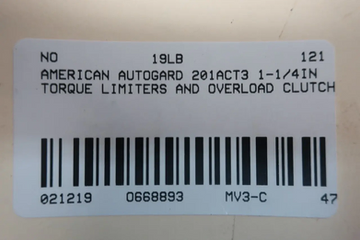 NO 19LB 121
AMERICAN AUTOGARD 201ACT3 1-1/4IN
TORQUE LIMITERS AND OVERLOAD CLUTCH
021219 0668893 MV3-C 47